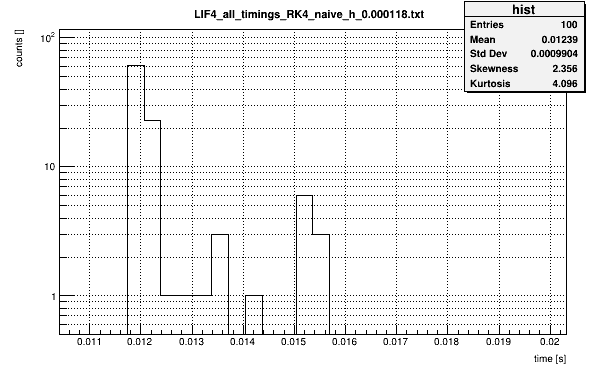 LIF4_all_timings_RK4_naive_h_0.000118.txt
hist
Entries 100
Mean 0.01239
Std Dev 0.0009904
Skewness 2.356
Kurtosis 4.096
counts []
10²
10
1
0.011 0.012 0.013 0.014 0.015 0.016 0.017 0.018 0.019 0.02
time [s]